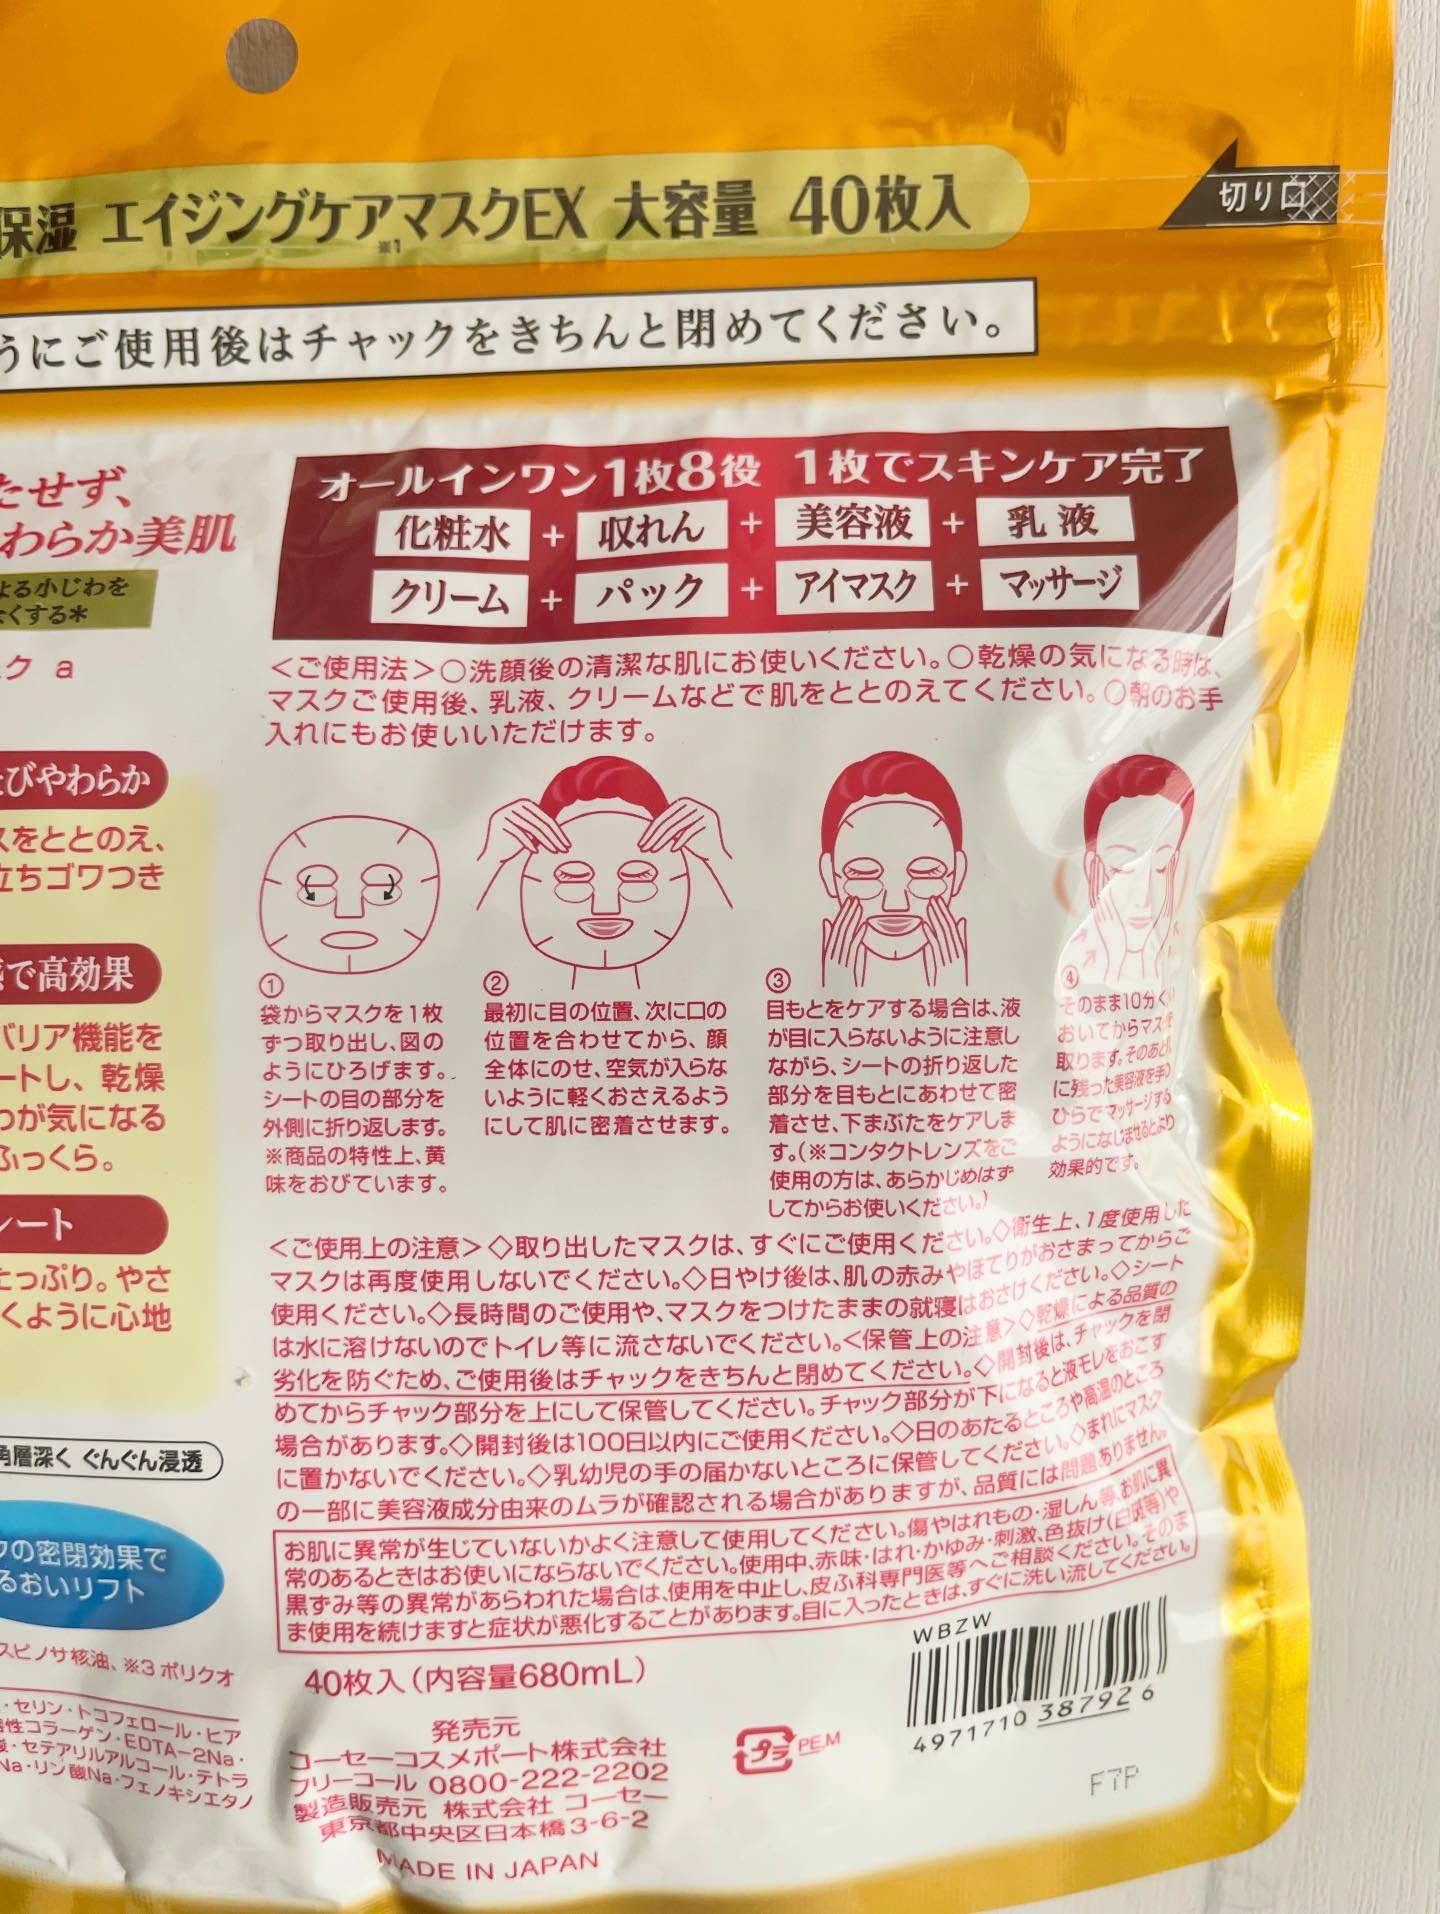 切り口
保湿 エイジングケアマスクEX 大容量 40枚入
※1
うにご使用後はチャックをきちんと閉めてください。
たせず、
わらか美肌
よる小じわを
くする*
ク a
びやわらか
スをととのえ、
立ちゴワつき
で高効果
バリア機能を
ートし、乾燥
つが気になる
ふっくら。
シート
たっぷり。やさ
くように心地
角層深く ぐんぐん浸透
クの密閉効果で
るおいリフト
スピノサ核油、※3 ポリクオ
・セリン・トコフェロール・ヒア
性コラーゲン・EDTA-2Na・
酸・セテアリルアルコール・テトラ
Na・リン酸Na・フェノキシエタノ
オールインワン1枚8役 1枚でスキンケア完了
化粧水 + 収れん + 美容液 + 乳液
クリーム + パック + アイマスク + マッサージ
<ご使用法>○洗顔後の清潔な肌にお使いください。○乾燥の気になる時は、
マスクご使用後、乳液、クリームなどで肌をととのえてください。○朝のお手
入れにもお使いいただけます。
①
袋からマスクを1枚
ずつ取り出し、図の
ようにひろげます。
シートの目の部分を
外側に折り返します。
※商品の特性上、黄
味をおびています。
②
最初に目の位置、次に口の
位置を合わせてから、顔
全体にのせ、空気が入らな
いように軽くおさえるよう
にして肌に密着させます。
③
目もとをケアする場合は、液
が目に入らないように注意し
ながら、シートの折り返した
部分を目もとにあわせて密
着させ、下まぶたをケアしま
す。(※コンタクトレンズをご
使用の方は、あらかじめはず
してからお使いください。)
④
そのまま10分くい
おいてからマスクを
取ります。そのあと肌
に残った美容液を手の
ひらでマッサージする
ようになじませるとより
効果的です。
<ご使用上の注意>◇取り出したマスクは、すぐにご使用ください。◇衛生上、1度使用した
マスクは再度使用しないでください。◇日やけ後は、肌の赤みやほてりがおさまってからご
使用ください。◇長時間のご使用や、マスクをつけたままの就寝はおさけください。◇シート
は水に溶けないのでトイレ等に流さないでください。<保管上の注意>◇乾燥による品質の
劣化を防ぐため、ご使用後はチャックをきちんと閉めてください。◇開封後は、チャックを閉
めてからチャック部分を上にして保管してください。チャック部分が下になると液モレをおこす
場合があります。◇開封後は100日以内にご使用ください。◇日のあたるところや高温のところ
に置かないでください。◇乳幼児の手の届かないところに保管してください。◇まれにマスク
の一部に美容液成分由来のムラが確認される場合がありますが、品質には問題ありません。
お肌に異常が生じていないかよく注意して使用してください。傷やはれもの・湿しん等、お肌に異
常のあるときはお使いにならないでください。使用中、赤味・はれ・かゆみ・刺激、色抜け(白斑等)や
黒ずみ等の異常があらわれた場合は、使用を中止し、皮ふ科専門医等へご相談ください。そのま
ま使用を続けますと症状が悪化することがあります。目に入ったときは、すぐに洗い流してください。
40枚入(内容量680mL)
発売元
コーセーコスメポート株式会社
フリーコール 0800-222-2202
製造販売元 株式会社 コーセー
東京都中央区日本橋3-6-2
MADE IN JAPAN
プラ
PE,M
WBZW
4971710 387926
F7P